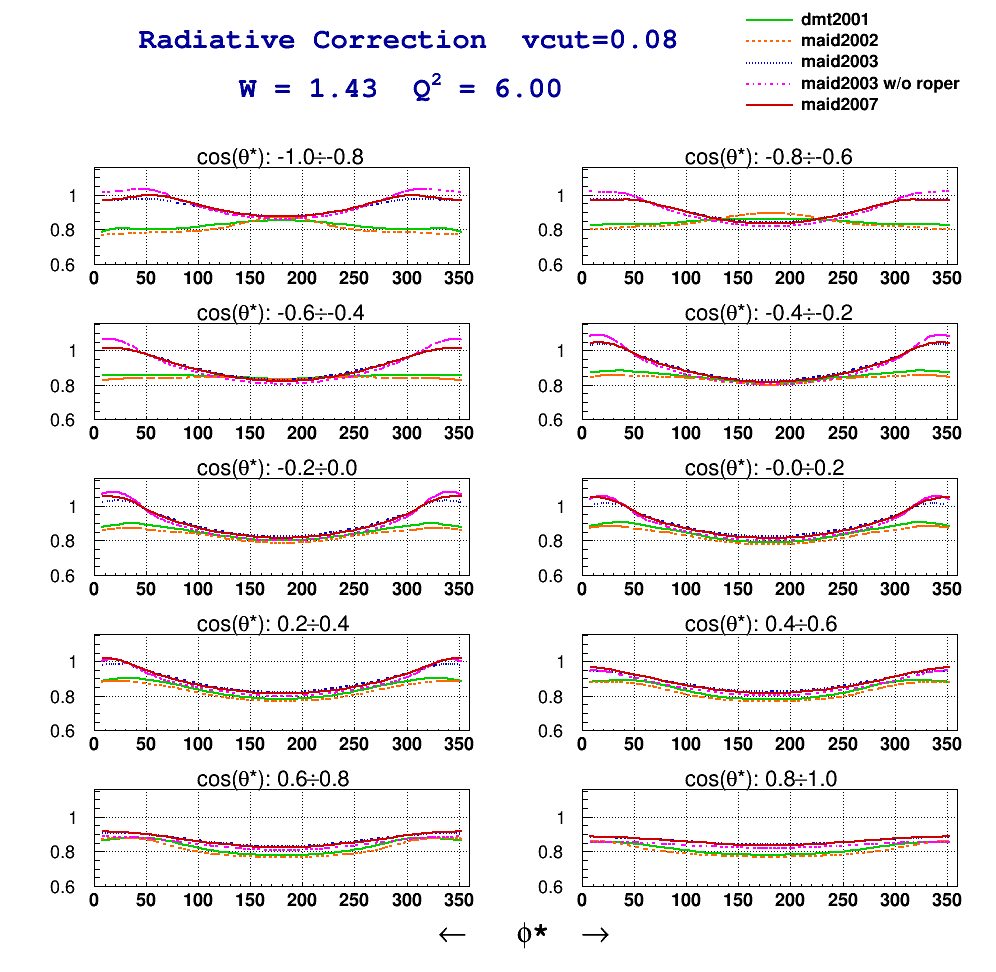 Radiative Correction vcut=0.08
W = 1.43 Q² = 6.00
dmt2001
maid2002
maid2003
maid2003 w/o roper
maid2007
cos(θ*): -1.0÷-0.8
1
0.8
0.6
0 50 100 150 200 250 300 350
cos(θ*): -0.8÷-0.6
1
0.8
0.6
0 50 100 150 200 250 300 350
cos(θ*): -0.6÷-0.4
1
0.8
0.6
0 50 100 150 200 250 300 350
cos(θ*): -0.4÷-0.2
1
0.8
0.6
0 50 100 150 200 250 300 350
cos(θ*): -0.2÷0.0
1
0.8
0.6
0 50 100 150 200 250 300 350
cos(θ*): -0.0÷0.2
1
0.8
0.6
0 50 100 150 200 250 300 350
cos(θ*): 0.2÷0.4
1
0.8
0.6
0 50 100 150 200 250 300 350
cos(θ*): 0.4÷0.6
1
0.8
0.6
0 50 100 150 200 250 300 350
cos(θ*): 0.6÷0.8
1
0.8
0.6
0 50 100 150 200 250 300 350
cos(θ*): 0.8÷1.0
1
0.8
0.6
0 50 100 150 200 250 300 350
← ϕ* →